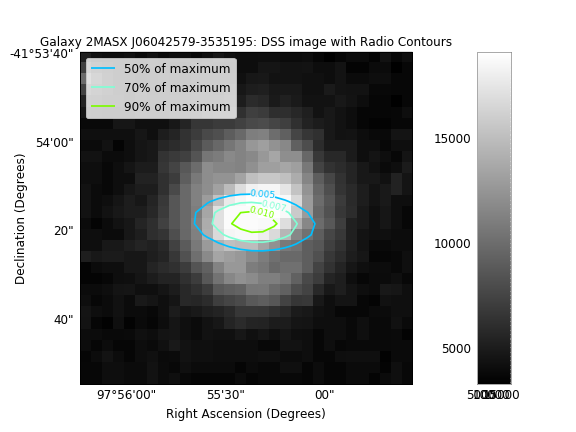 Galaxy 2MASX J06042579-3535195: DSS image with Radio Contours
-41°53'40"
54'00"
20"
40"
Declination (Degrees)
50% of maximum
70% of maximum
90% of maximum
0.005
0.007
0.010
97°56'00"
55'30"
00"
Right Ascension (Degrees)
15000
10000
5000